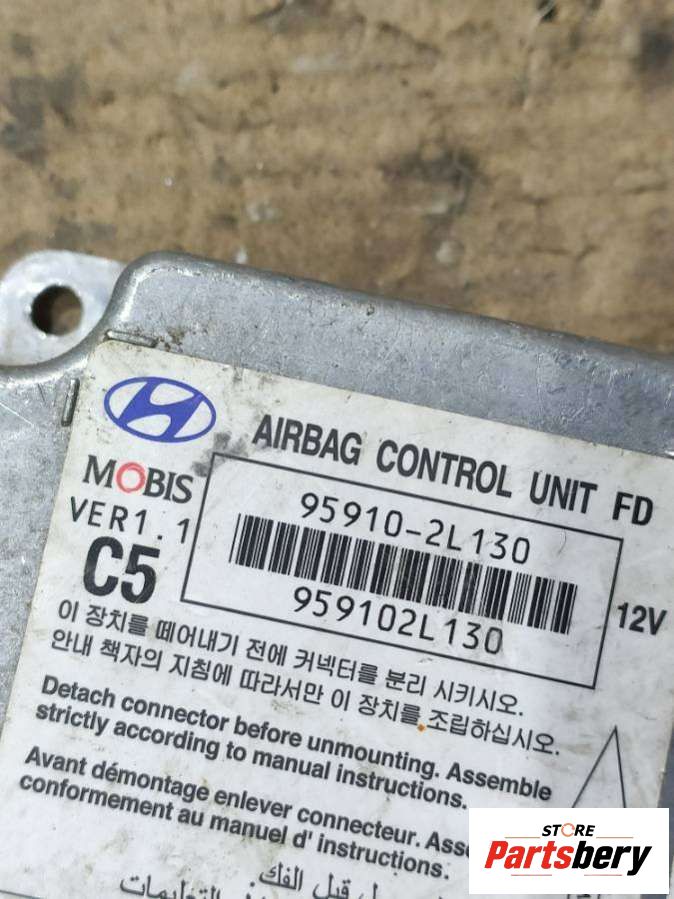 AIRBAG CONTROL UNIT FD
MOBIS
VER1.1
C5
95910-2L130
959102L130
12V
이 장치를 떼어내기 전에 커넥터를 분리 시키시오.
안내 책자의 지침에 따라서만 이 장치를 조립하십시오.
Detach connector before unmounting. Assemble
strictly according to manual instructions.
Avant démontage enlever connecteur.
conformement au manuel d' instructions.
قبل الفك
التعليمات
STORE
Partsbery